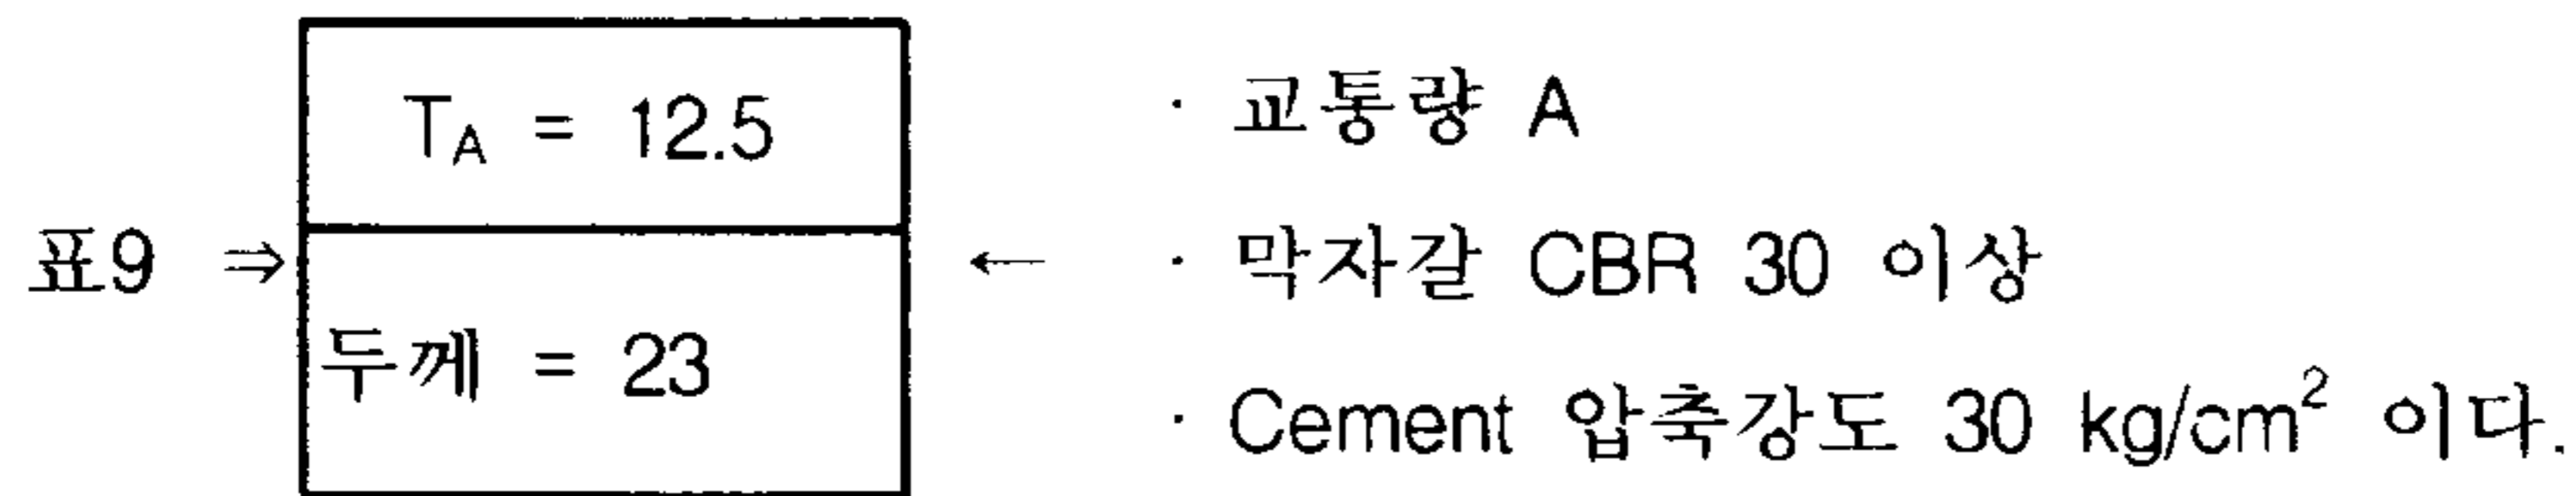 T_A = 12.5
· 교통량 A
표9 ⇒
← · 막자갈 CBR 30 이상
두께 = 23
· Cement 압축강도 30 kg/cm² 이다.